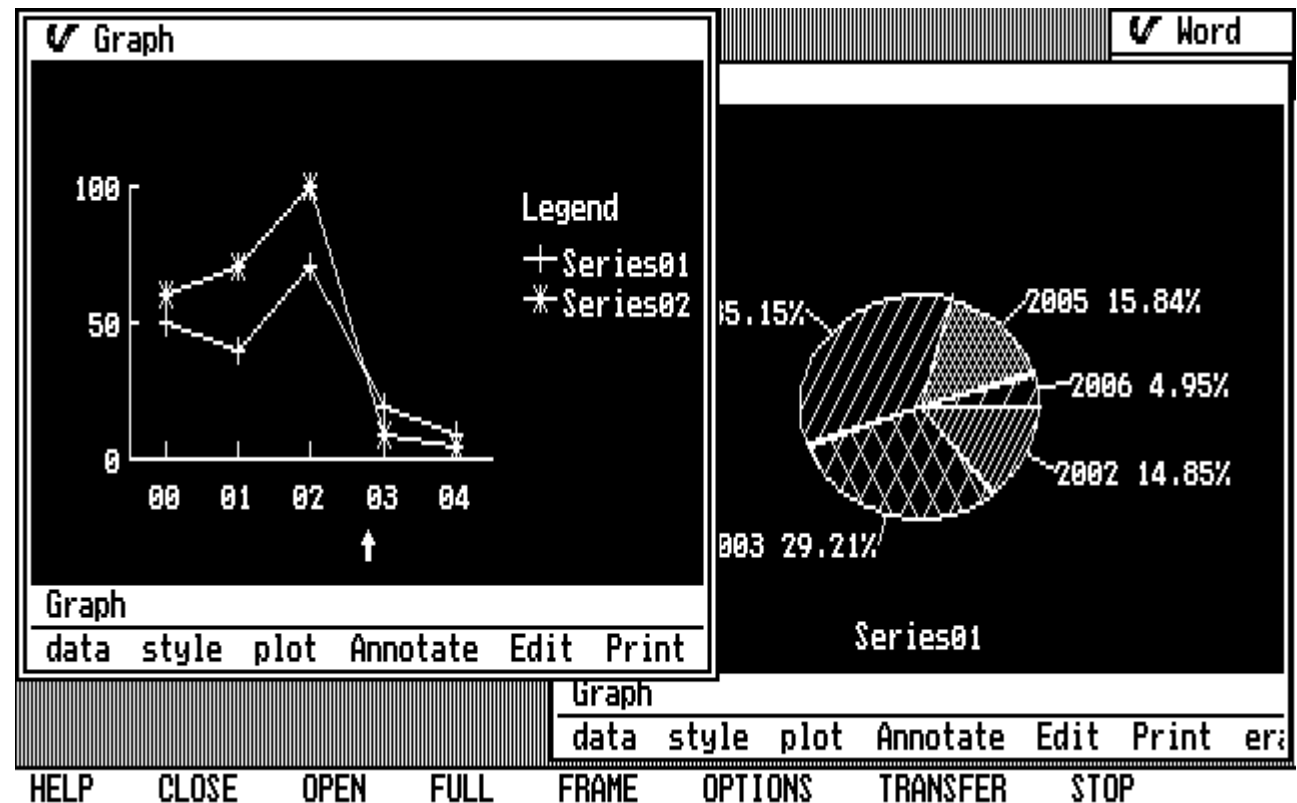 Graph
Word
100
50
0
00 01 02 03 04
Legend
Series01
Series02
Graph
data style plot Annotate Edit Print
5.15%
2005 15.84%
2006 4.95%
2002 14.85%
003 29.21%
Series01
Graph
data style plot Annotate Edit Print era
HELP CLOSE OPEN FULL FRAME OPTIONS TRANSFER STOP